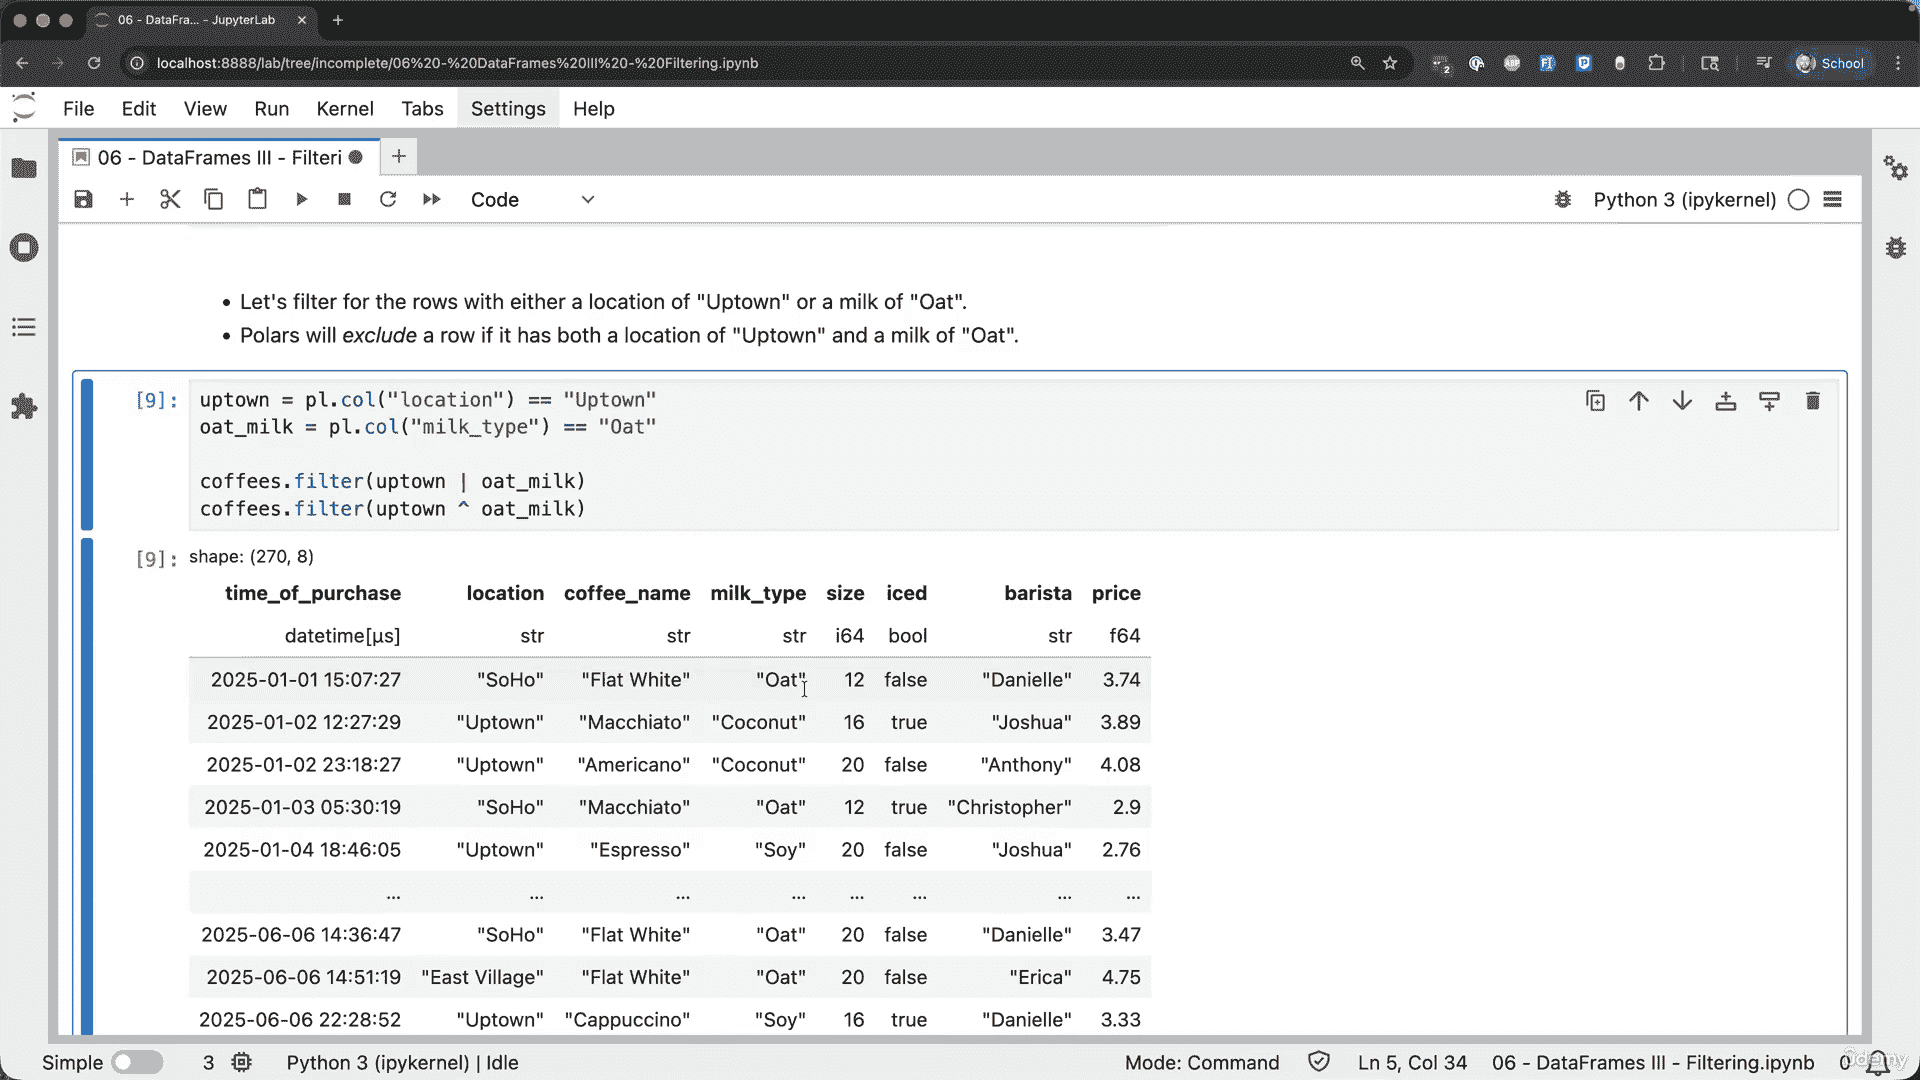 06 - DataFra... - JupyterLab
localhost:8888/lab/tree/incomplete/06%20-%20DataFrames%20III%20-%20Filtering.ipynb
2
ABP
School
File Edit View Run Kernel Tabs Settings Help
06 - DataFrames III - Filteri
Code
Python 3 (ipykernel)
• Let's filter for the rows with either a location of "Uptown" or a milk of "Oat".
• Polars will exclude a row if it has both a location of "Uptown" and a milk of "Oat".
[9]: uptown = pl.col("location") == "Uptown"
oat_milk = pl.col("milk_type") == "Oat"
coffees.filter(uptown | oat_milk)
coffees.filter(uptown ^ oat_milk)
[9]: shape: (270, 8)
time_of_purchase location coffee_name milk_type size iced barista price
datetime[μs] str str str i64 bool str f64
2025-01-01 15:07:27 "SoHo" "Flat White" "Oat" 12 false "Danielle" 3.74
2025-01-02 12:27:29 "Uptown" "Macchiato" "Coconut" 16 true "Joshua" 3.89
2025-01-02 23:18:27 "Uptown" "Americano" "Coconut" 20 false "Anthony" 4.08
2025-01-03 05:30:19 "SoHo" "Macchiato" "Oat" 12 true "Christopher" 2.9
2025-01-04 18:46:05 "Uptown" "Espresso" "Soy" 20 false "Joshua" 2.76
... ... ... ... ... ... ... ...
2025-06-06 14:36:47 "SoHo" "Flat White" "Oat" 20 false "Danielle" 3.47
2025-06-06 14:51:19 "East Village" "Flat White" "Oat" 20 false "Erica" 4.75
2025-06-06 22:28:52 "Uptown" "Cappuccino" "Soy" 16 true "Danielle" 3.33
Simple 3 Python 3 (ipykernel) | Idle Mode: Command Ln 5, Col 34 06 - DataFrames III - Filtering.ipynb 0
udemy